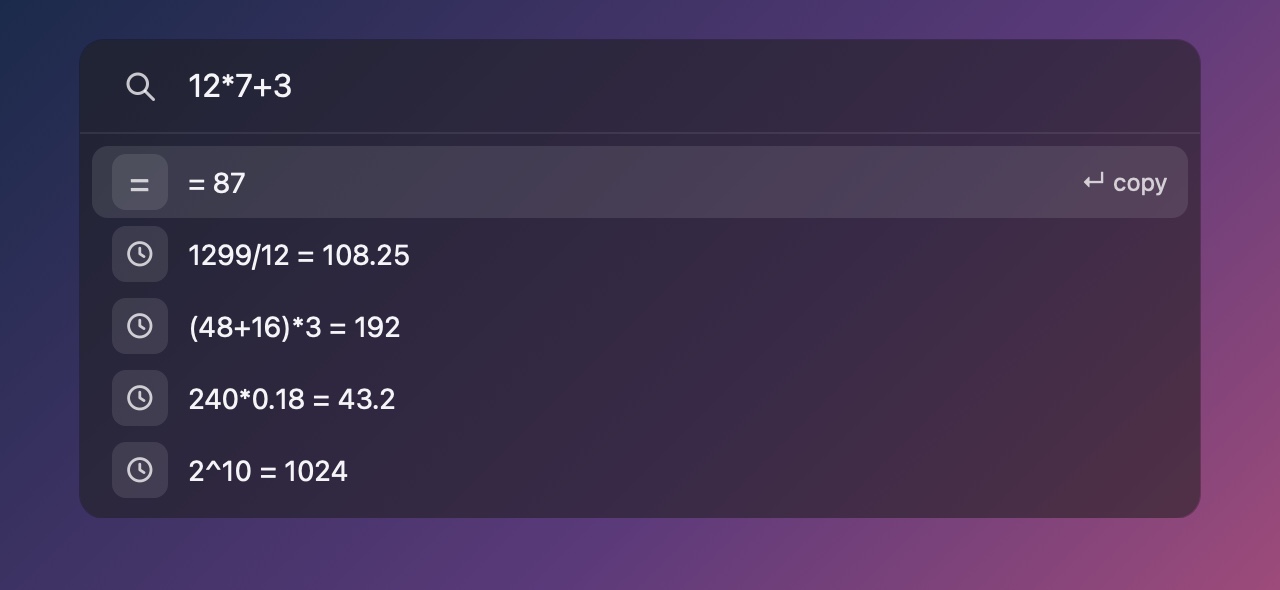 12*7+3
= = 87 ↵ copy
1299/12 = 108.25
(48+16)*3 = 192
240*0.18 = 43.2
2^10 = 1024